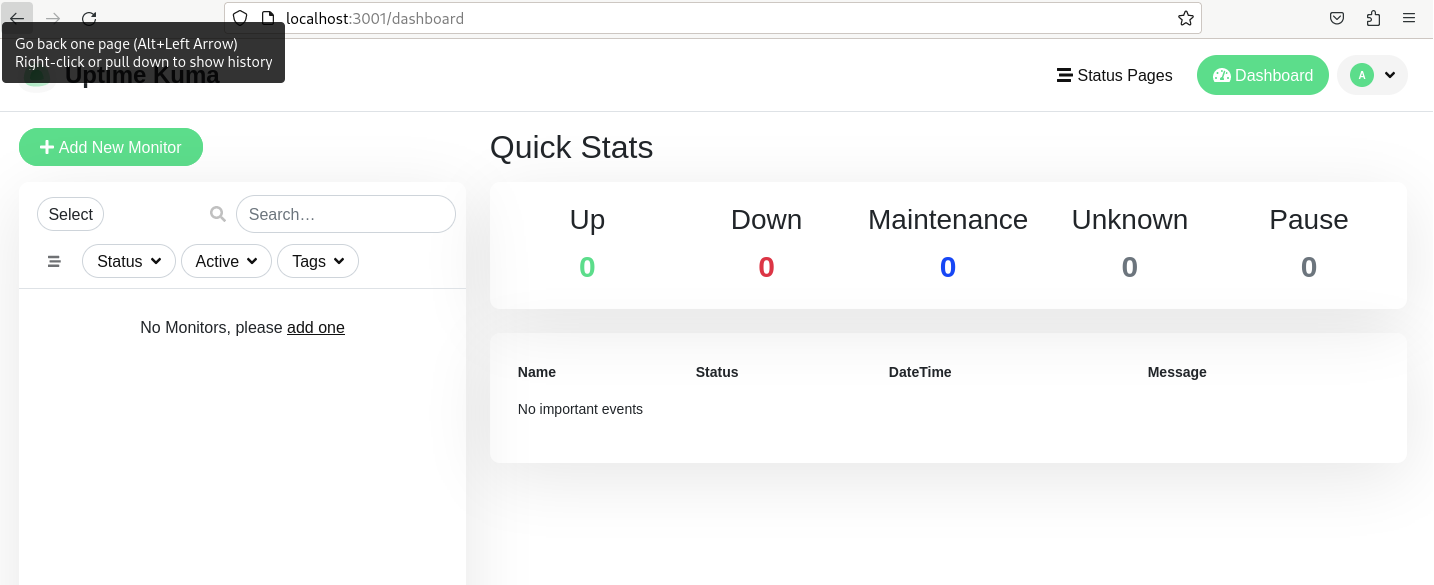 localhost:3001/dashboard
Go back one page (Alt+Left Arrow)
Right-click or pull down to show history
Uptime Kuma
Status Pages
Dashboard
A
Add New Monitor
Quick Stats
Select
Search…
Up
Down
Maintenance
Unknown
Pause
0
0
0
0
0
Status
Active
Tags
No Monitors, please add one
Name
Status
DateTime
Message
No important events